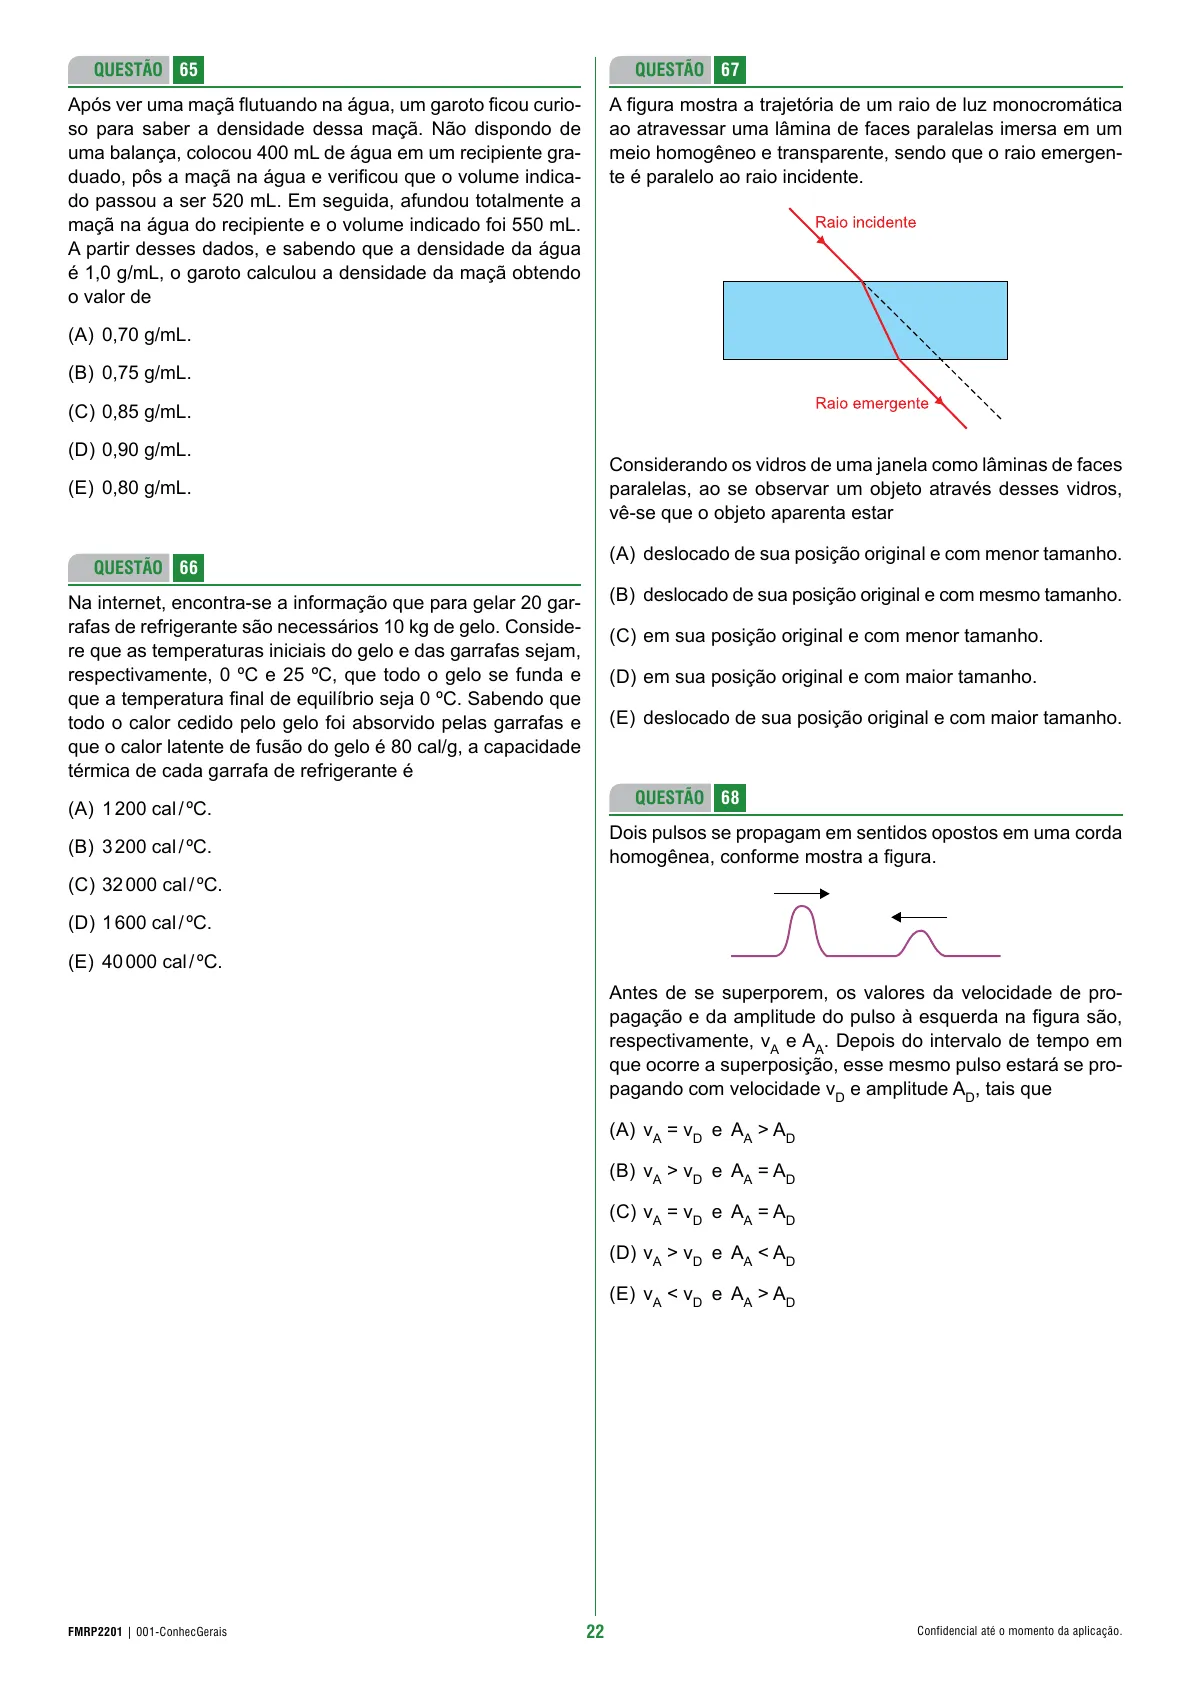 QUESTÃO 65
Após ver uma maçã flutuando na água, um garoto ficou curio-
so para saber a densidade dessa maçã. Não dispondo de
uma balança, colocou 400 mL de água em um recipiente gra-
duado, pôs a maçã na água e verificou que o volume indica-
do passou a ser 520 mL. Em seguida, afundou totalmente a
maçã na água do recipiente e o volume indicado foi 550 mL.
A partir desses dados, e sabendo que a densidade da água
é 1,0 g/mL, o garoto calculou a densidade da maçã obtendo
o valor de
(A) 0,70 g/mL.
(B) 0,75 g/mL.
(C) 0,85 g/mL.
(D) 0,90 g/mL.
(E) 0,80 g/mL.
QUESTÃO 66
Na internet, encontra-se a informação que para gelar 20 gar-
rafas de refrigerante são necessários 10 kg de gelo. Conside-
re que as temperaturas iniciais do gelo e das garrafas sejam,
respectivamente, 0 ºC e 25 ºC, que todo o gelo se funda e
que a temperatura final de equilíbrio seja 0 ºC. Sabendo que
todo o calor cedido pelo gelo foi absorvido pelas garrafas e
que o calor latente de fusão do gelo é 80 cal/g, a capacidade
térmica de cada garrafa de refrigerante é
(A) 1 200 cal / ºC.
(B) 3 200 cal / ºC.
(C) 32 000 cal / ºC.
(D) 1 600 cal / ºC.
(E) 40 000 cal / ºC.
QUESTÃO 67
A figura mostra a trajetória de um raio de luz monocromática
ao atravessar uma lâmina de faces paralelas imersa em um
meio homogêneo e transparente, sendo que o raio emergen-
te é paralelo ao raio incidente.
Raio incidente
Raio emergente
Considerando os vidros de uma janela como lâminas de faces
paralelas, ao se observar um objeto através desses vidros,
vê-se que o objeto aparenta estar
(A) deslocado de sua posição original e com menor tamanho.
(B) deslocado de sua posição original e com mesmo tamanho.
(C) em sua posição original e com menor tamanho.
(D) em sua posição original e com maior tamanho.
(E) deslocado de sua posição original e com maior tamanho.
QUESTÃO 68
Dois pulsos se propagam em sentidos opostos em uma corda
homogênea, conforme mostra a figura.
Antes de se superporem, os valores da velocidade de pro-
pagação e da amplitude do pulso à esquerda na figura são,
respectivamente, vA e AA. Depois do intervalo de tempo em
que ocorre a superposição, esse mesmo pulso estará se pro-
pagando com velocidade vD e amplitude AD, tais que
(A) vA = vD e AA > AD
(B) vA > vD e AA = AD
(C) vA = vD e AA = AD
(D) vA > vD e AA < AD
(E) vA < vD e AA > AD
FMRP2201 | 001-ConhecGerais
22
Confidencial até o momento da aplicação.